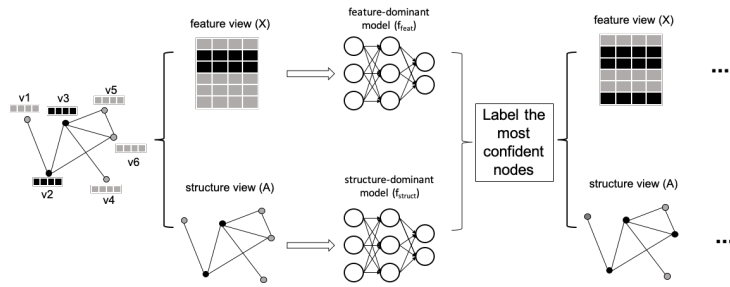 feature view (X)
feature-dominant
model (f_feat)
feature view (X)
v1
v3
v5
v6
v2
v4
Label the
most
confident
nodes
...
structure view (A)
structure-dominant
model (f_struct)
structure view (A)
...